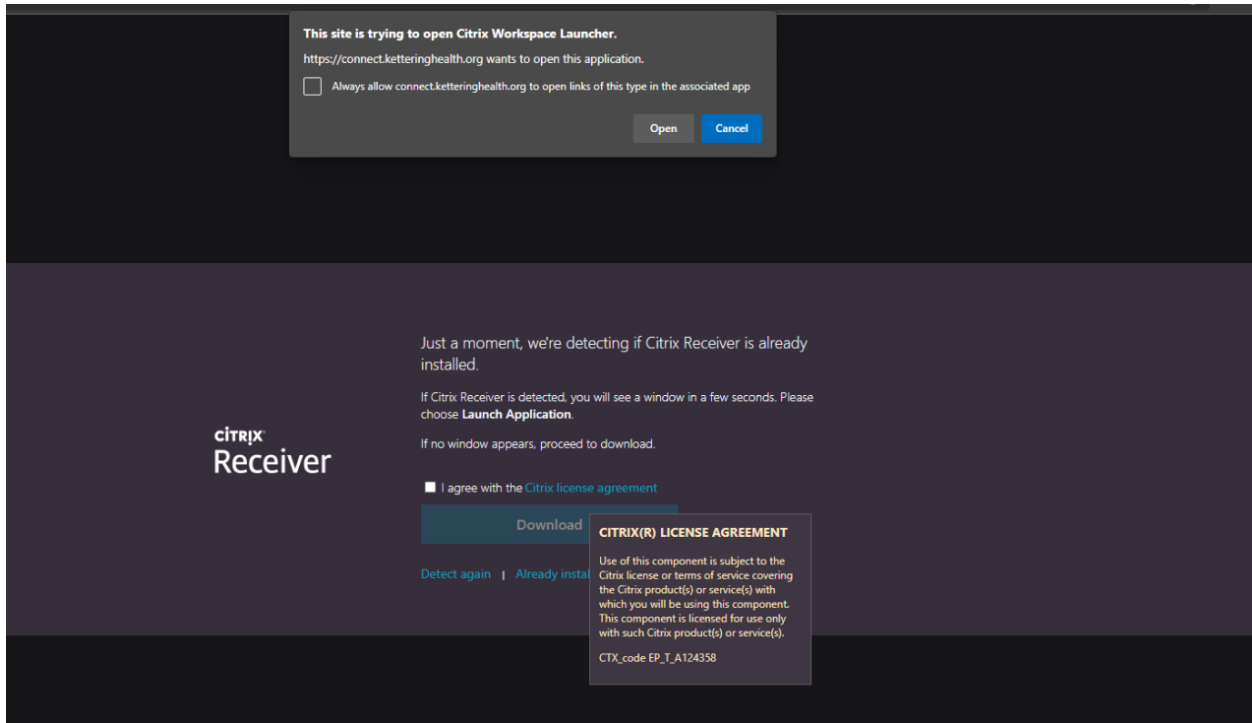 This site is trying to open Citrix Workspace Launcher.
https://connect.ketteringhealth.org wants to open this application.
Always allow connect.ketteringhealth.org to open links of this type in the associated app
Open
Cancel
Just a moment, we're detecting if Citrix Receiver is already
installed.
If Citrix Receiver is detected, you will see a window in a few seconds. Please
choose Launch Application.
If no window appears, proceed to download.
CITRIX
Receiver
I agree with the Citrix license agreement
Download
Detect again | Already instal
CITRIX(R) LICENSE AGREEMENT
Use of this component is subject to the
Citrix license or terms of service covering
the Citrix product(s) or service(s) with
which you will be using this component.
This component is licensed for use only
with such Citrix product(s) or service(s).
CTX_code EP_T_A124358